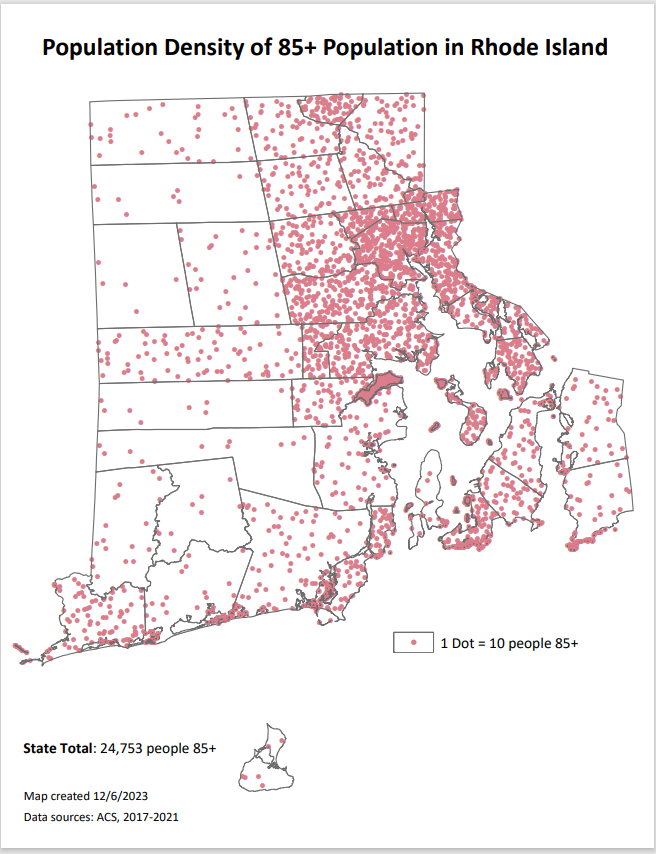 Population Density of 85+ Population in Rhode Island
1 Dot = 10 people 85+
State Total: 24,753 people 85+
Map created 12/6/2023
Data sources: ACS, 2017-2021